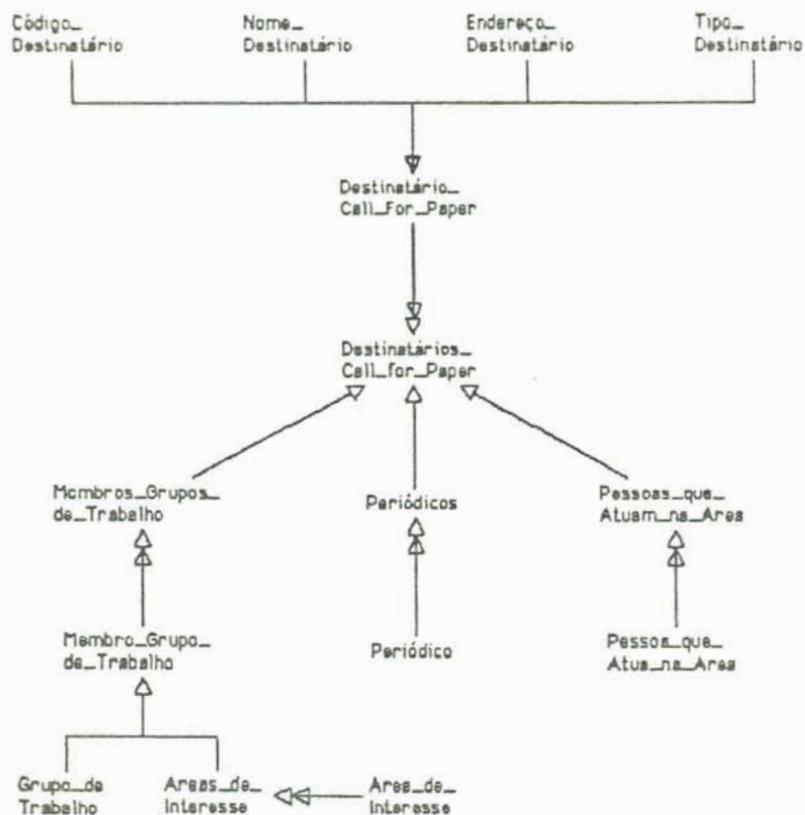 Código_
Destinatário
Nome_
Destinatário
Endereço_
Destinatário
Tipo_
Destinatário
Destinatário_
Call_For_Paper
Destinatários_
Call_for_Paper
Membros_Grupos_
de_Trabalho
Periódicos
Pessoas_que_
Atuam_na_Area
Membro_Grupo_
de_Trabalho
Periódico
Pessoa_que_
Atua_na_Area
Grupo_de
Trabalho
Areas_de_
Interesse
Area_de_
Interesse